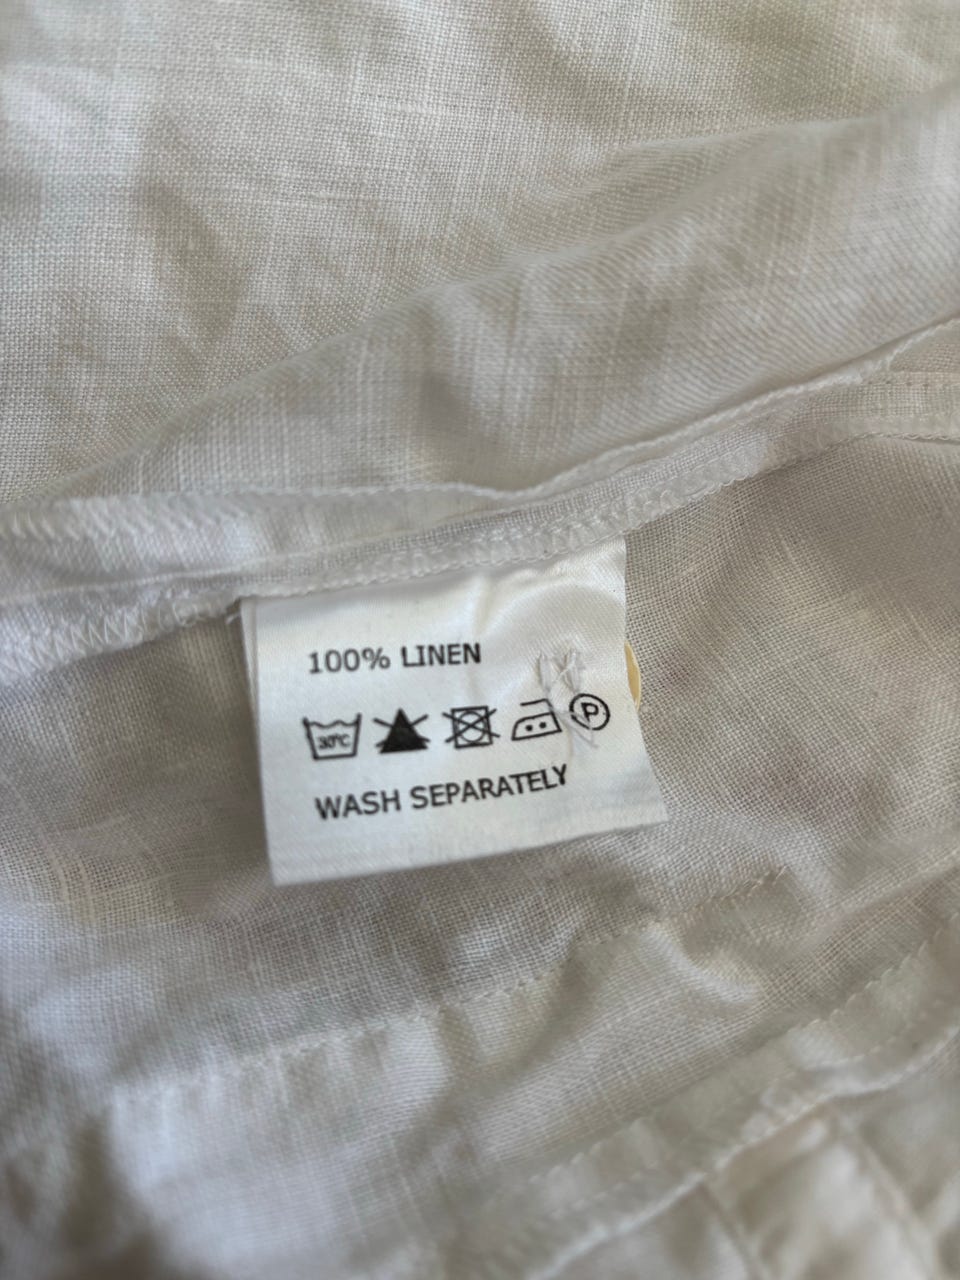 100% LINEN
30°C P
WASH SEPARATELY